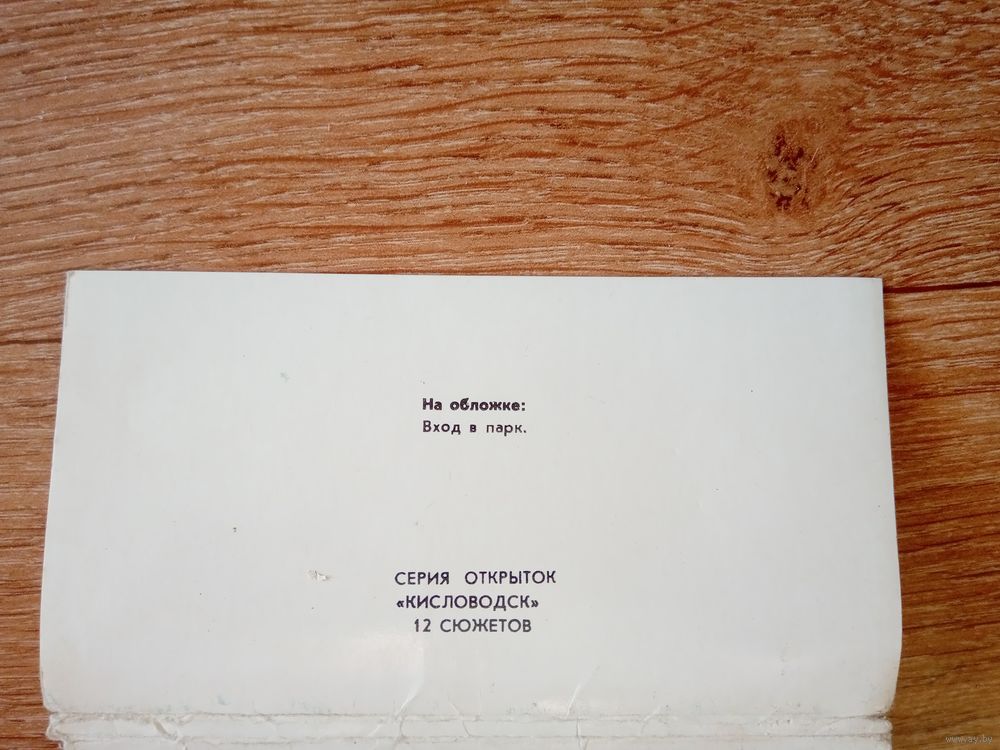 На обложке:
Вход в парк.
СЕРИЯ ОТКРЫТОК
«КИСЛОВОДСК»
12 СЮЖЕТОВ
www.ay.by